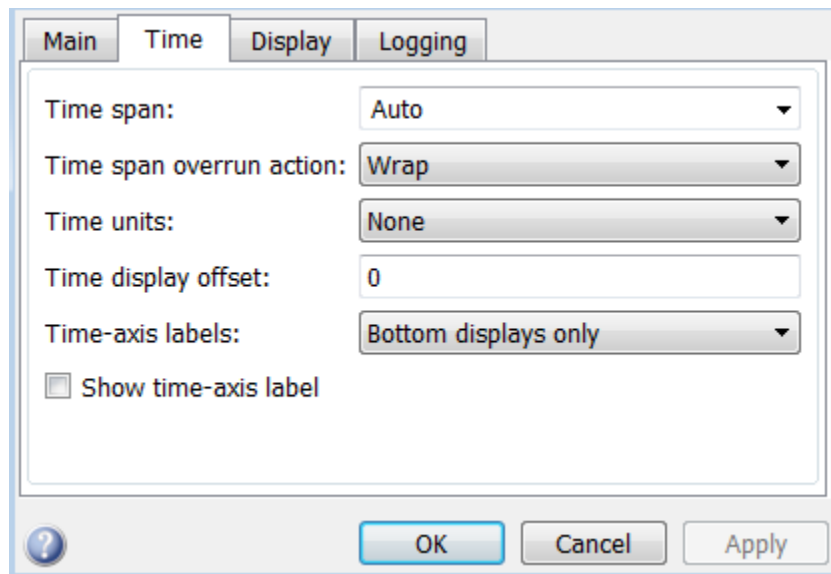 Main Time Display Logging
Time span: Auto
Time span overrun action: Wrap
Time units: None
Time display offset: 0
Time-axis labels: Bottom displays only
Show time-axis label
? OK Cancel Apply